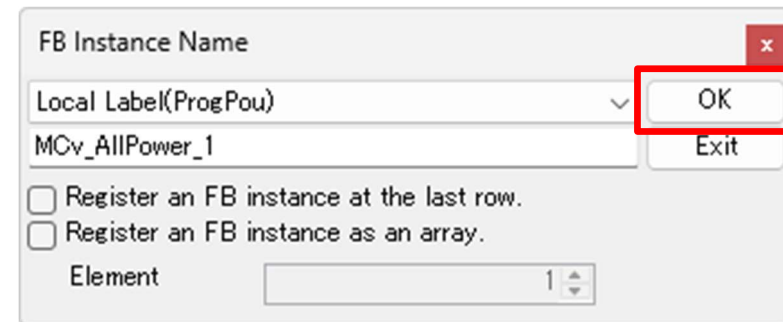 FB Instance Name
x
Local Label(ProgPou)
OK
MCv_AllPower_1
Exit
Register an FB instance at the last row.
Register an FB instance as an array.
Element
1